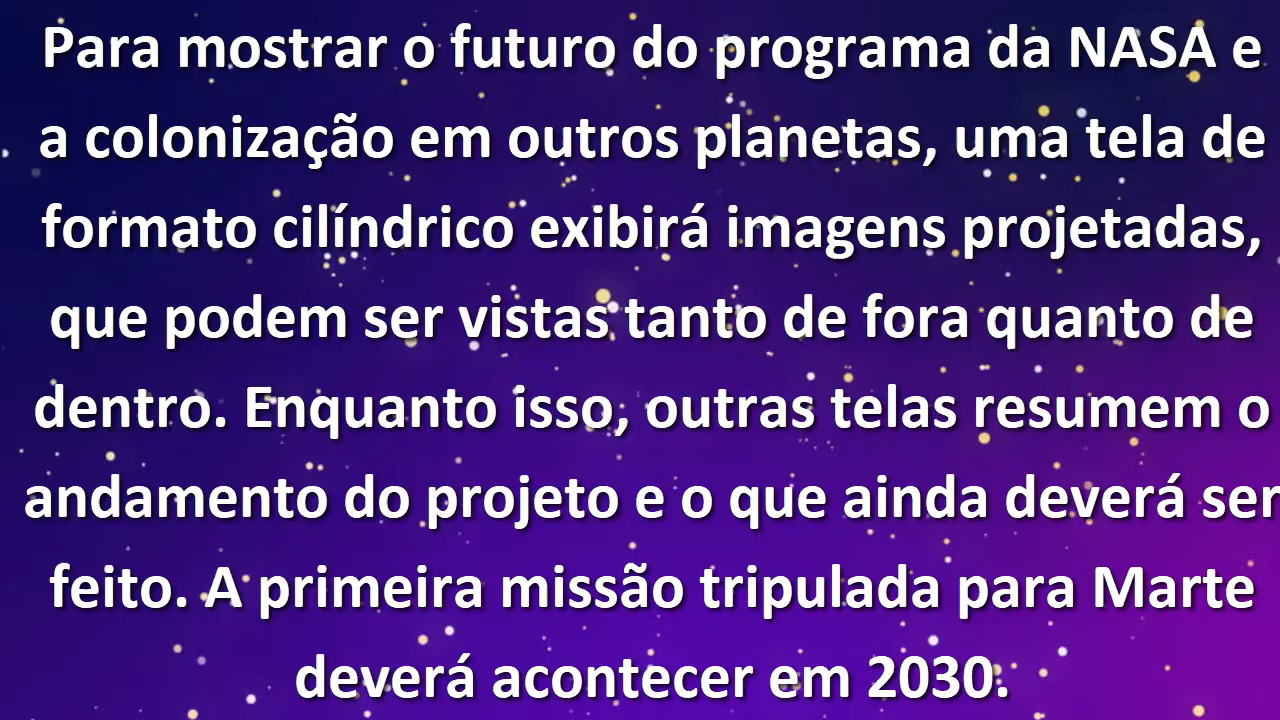 Para mostrar o futuro do programa da NASA e
a colonização em outros planetas, uma tela de
formato cilíndrico exibirá imagens projetadas,
que podem ser vistas tanto de fora quanto de
dentro. Enquanto isso, outras telas resumem o
andamento do projeto e o que ainda deverá ser
feito. A primeira missão tripulada para Marte
deverá acontecer em 2030.